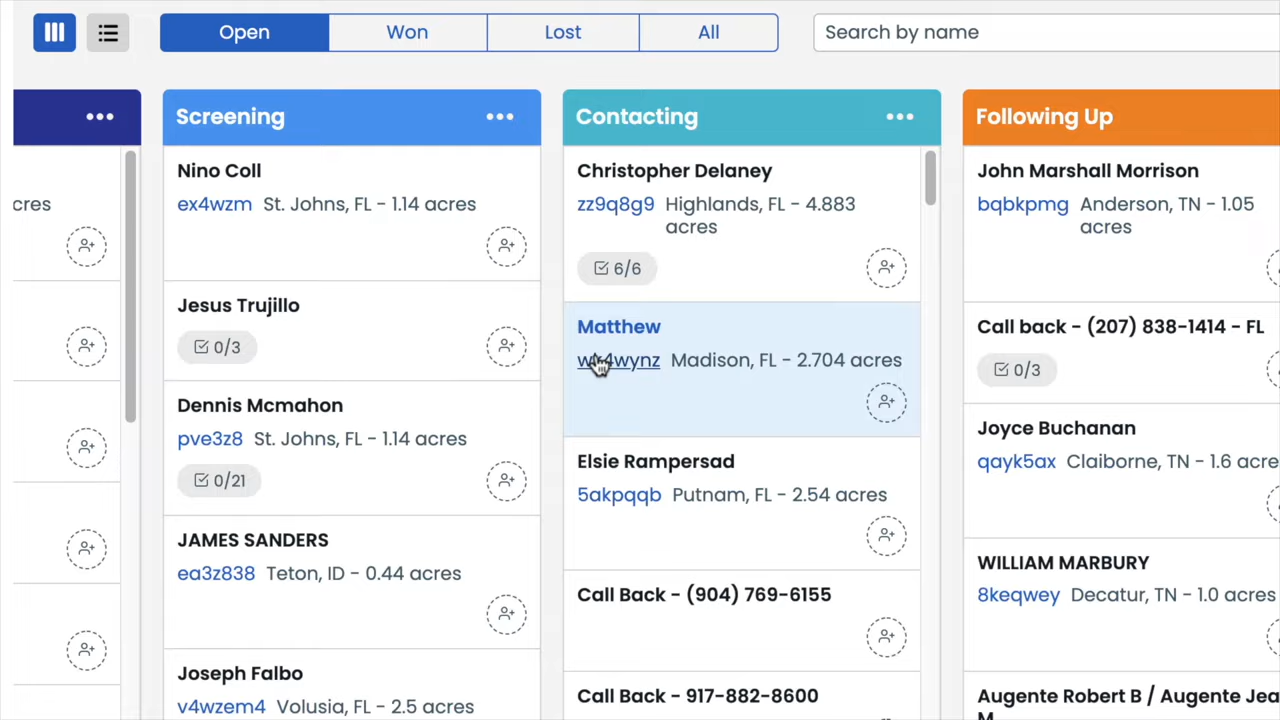 Open
Won
Lost
All
Search by name
Screening
Nino Coll
ex4wzm St. Johns, FL - 1.14 acres
Jesus Trujillo
0/3
Dennis Mcmahon
pve3z8 St. Johns, FL - 1.14 acres
0/21
JAMES SANDERS
ea3z838 Teton, ID - 0.44 acres
Joseph Falbo
v4wzem4 Volusia, FL - 2.5 acres
Contacting
Christopher Delaney
zz9q8g9 Highlands, FL - 4.883
acres
6/6
Matthew
Madison, FL - 2.704 acres
Elsie Rampersad
5akpqqb Putnam, FL - 2.54 acres
Call Back - (904) 769-6155
Call Back - 917-882-8600
Following Up
John Marshall Morrison
bqbkpmg Anderson, TN - 1.05
acres
Call back - (207) 838-1414 - FL
0/3
Joyce Buchanan
qayk5ax Claiborne, TN - 1.6 acre
WILLIAM MARBURY
8keqwey Decatur, TN - 1.0 acres
Augente Robert B / Augente Jea